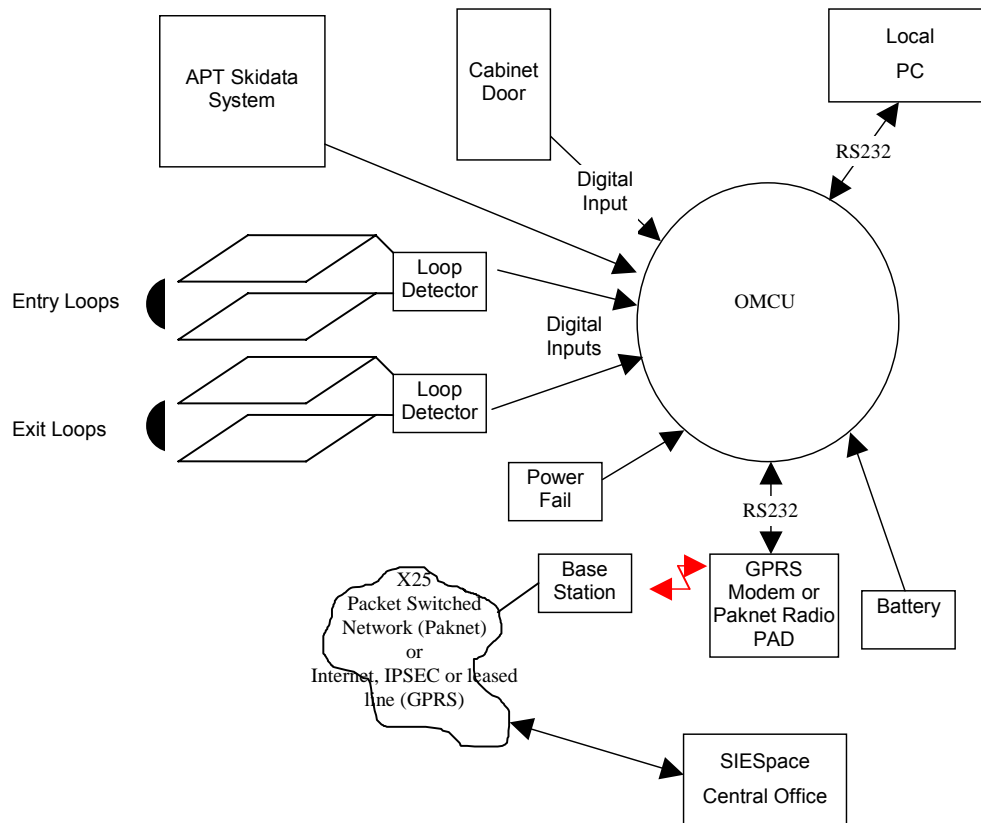 APT Skidata
System
Cabinet
Door
Local
PC
RS232
Digital
Input
Entry Loops
Loop
Detector
OMCU
Digital
Inputs
Exit Loops
Loop
Detector
Power
Fail
RS232
X25
Packet Switched
Network (Paknet)
or
Internet, IPSEC or leased
line (GPRS)
Base
Station
GPRS
Modem or
Paknet Radio
PAD
Battery
SIESpace
Central Office